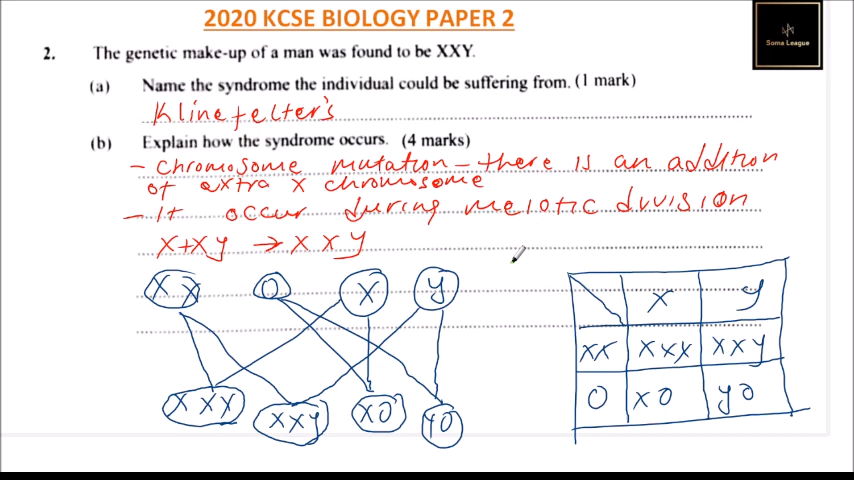 2020 KCSE BIOLOGY PAPER 2
Soma League
2. The genetic make-up of a man was found to be XXY.
(a) Name the syndrome the individual could be suffering from. (1 mark)
Klinefelter's
(b) Explain how the syndrome occurs. (4 marks)
- Chromosome mutation - there is an addition
of extra X chromosome
- It occur during meiotic division
X+XY → XXY
XX O X Y
XXX XXY XO YO
X Y
XX XXX XXY
O XO YO